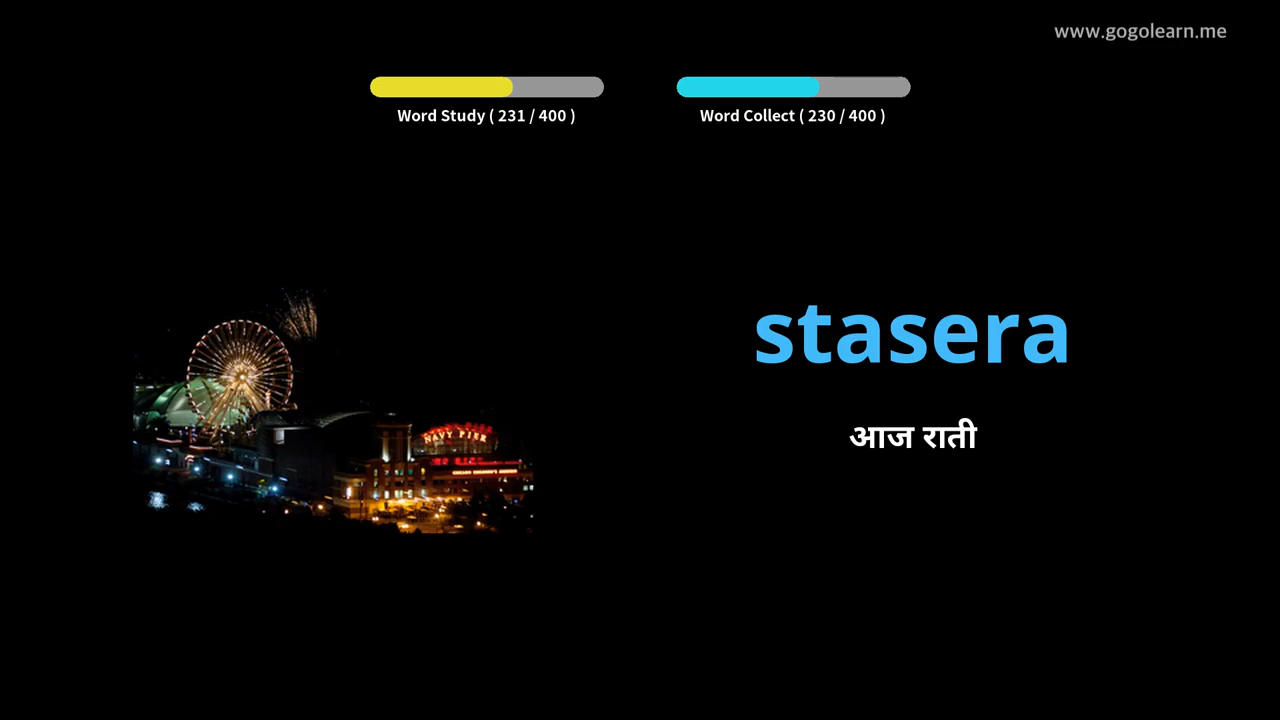 www.gogolearn.me
Word Study ( 231 / 400 )
Word Collect ( 230 / 400 )
stasera
आज राती
NAVY PIER